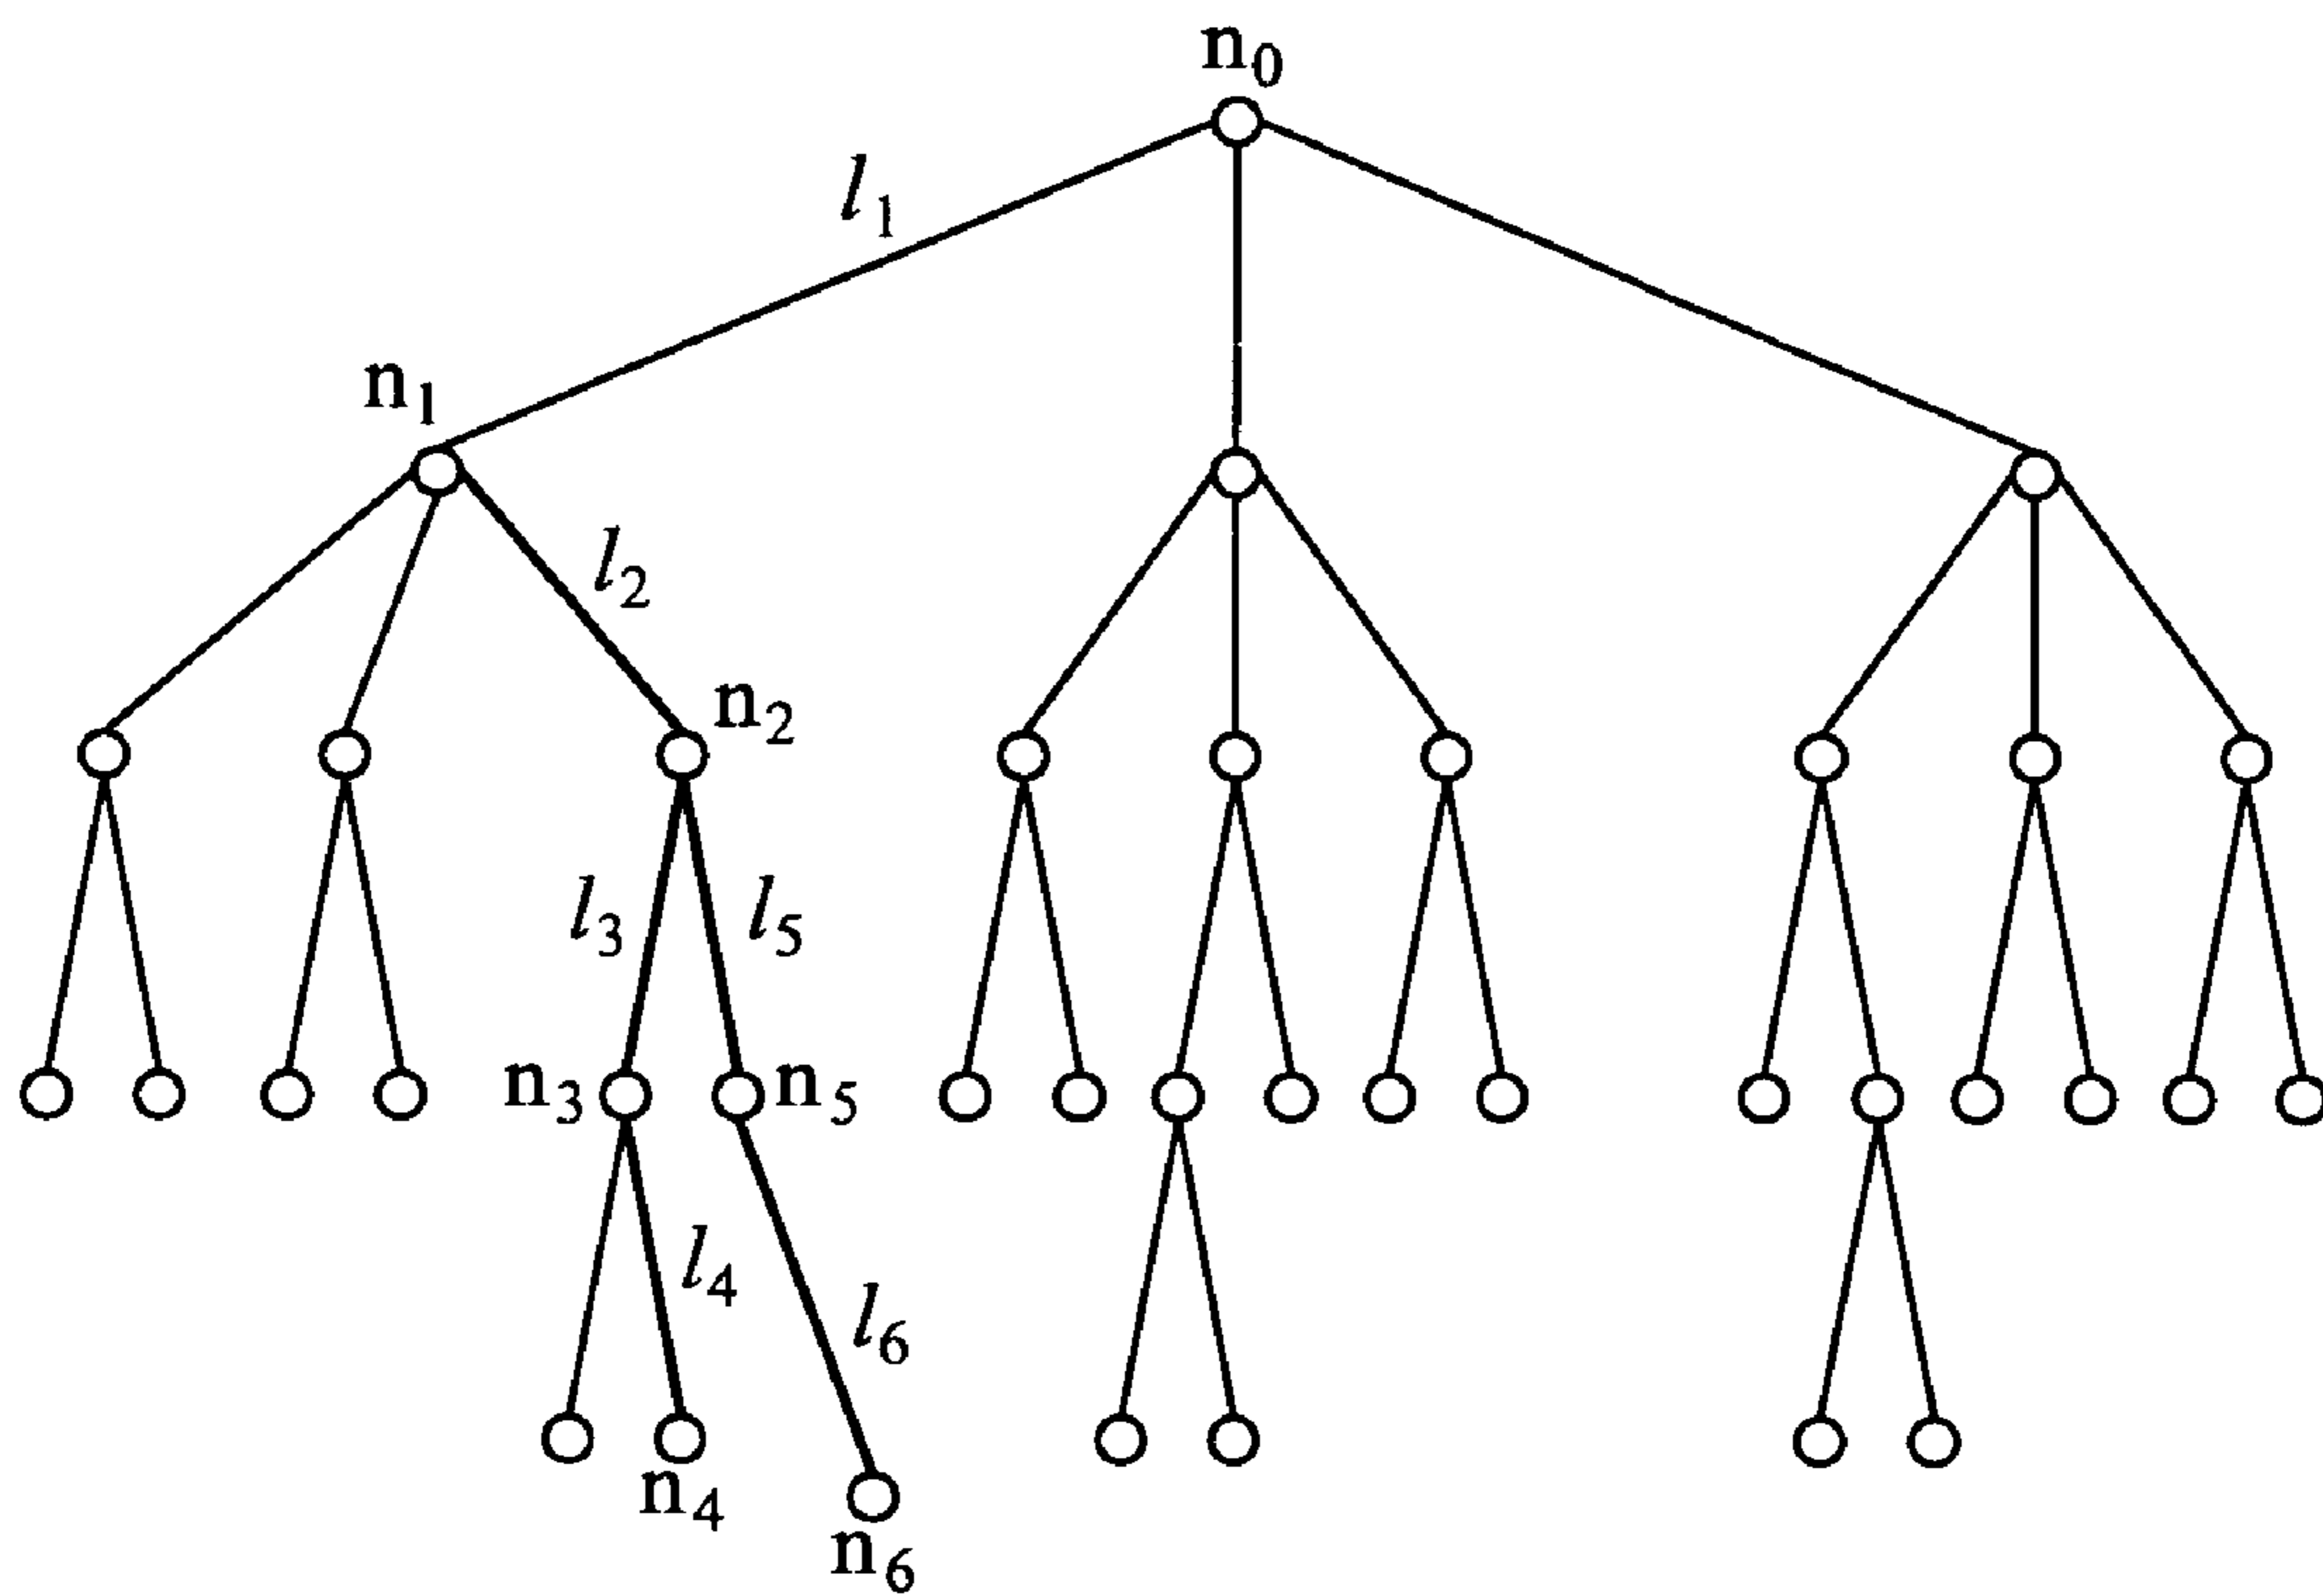 n₀
l₁
n₁
l₂
n₂
l₃ l₅
n₃ n₅
l₄
l₆
n₄
n₆